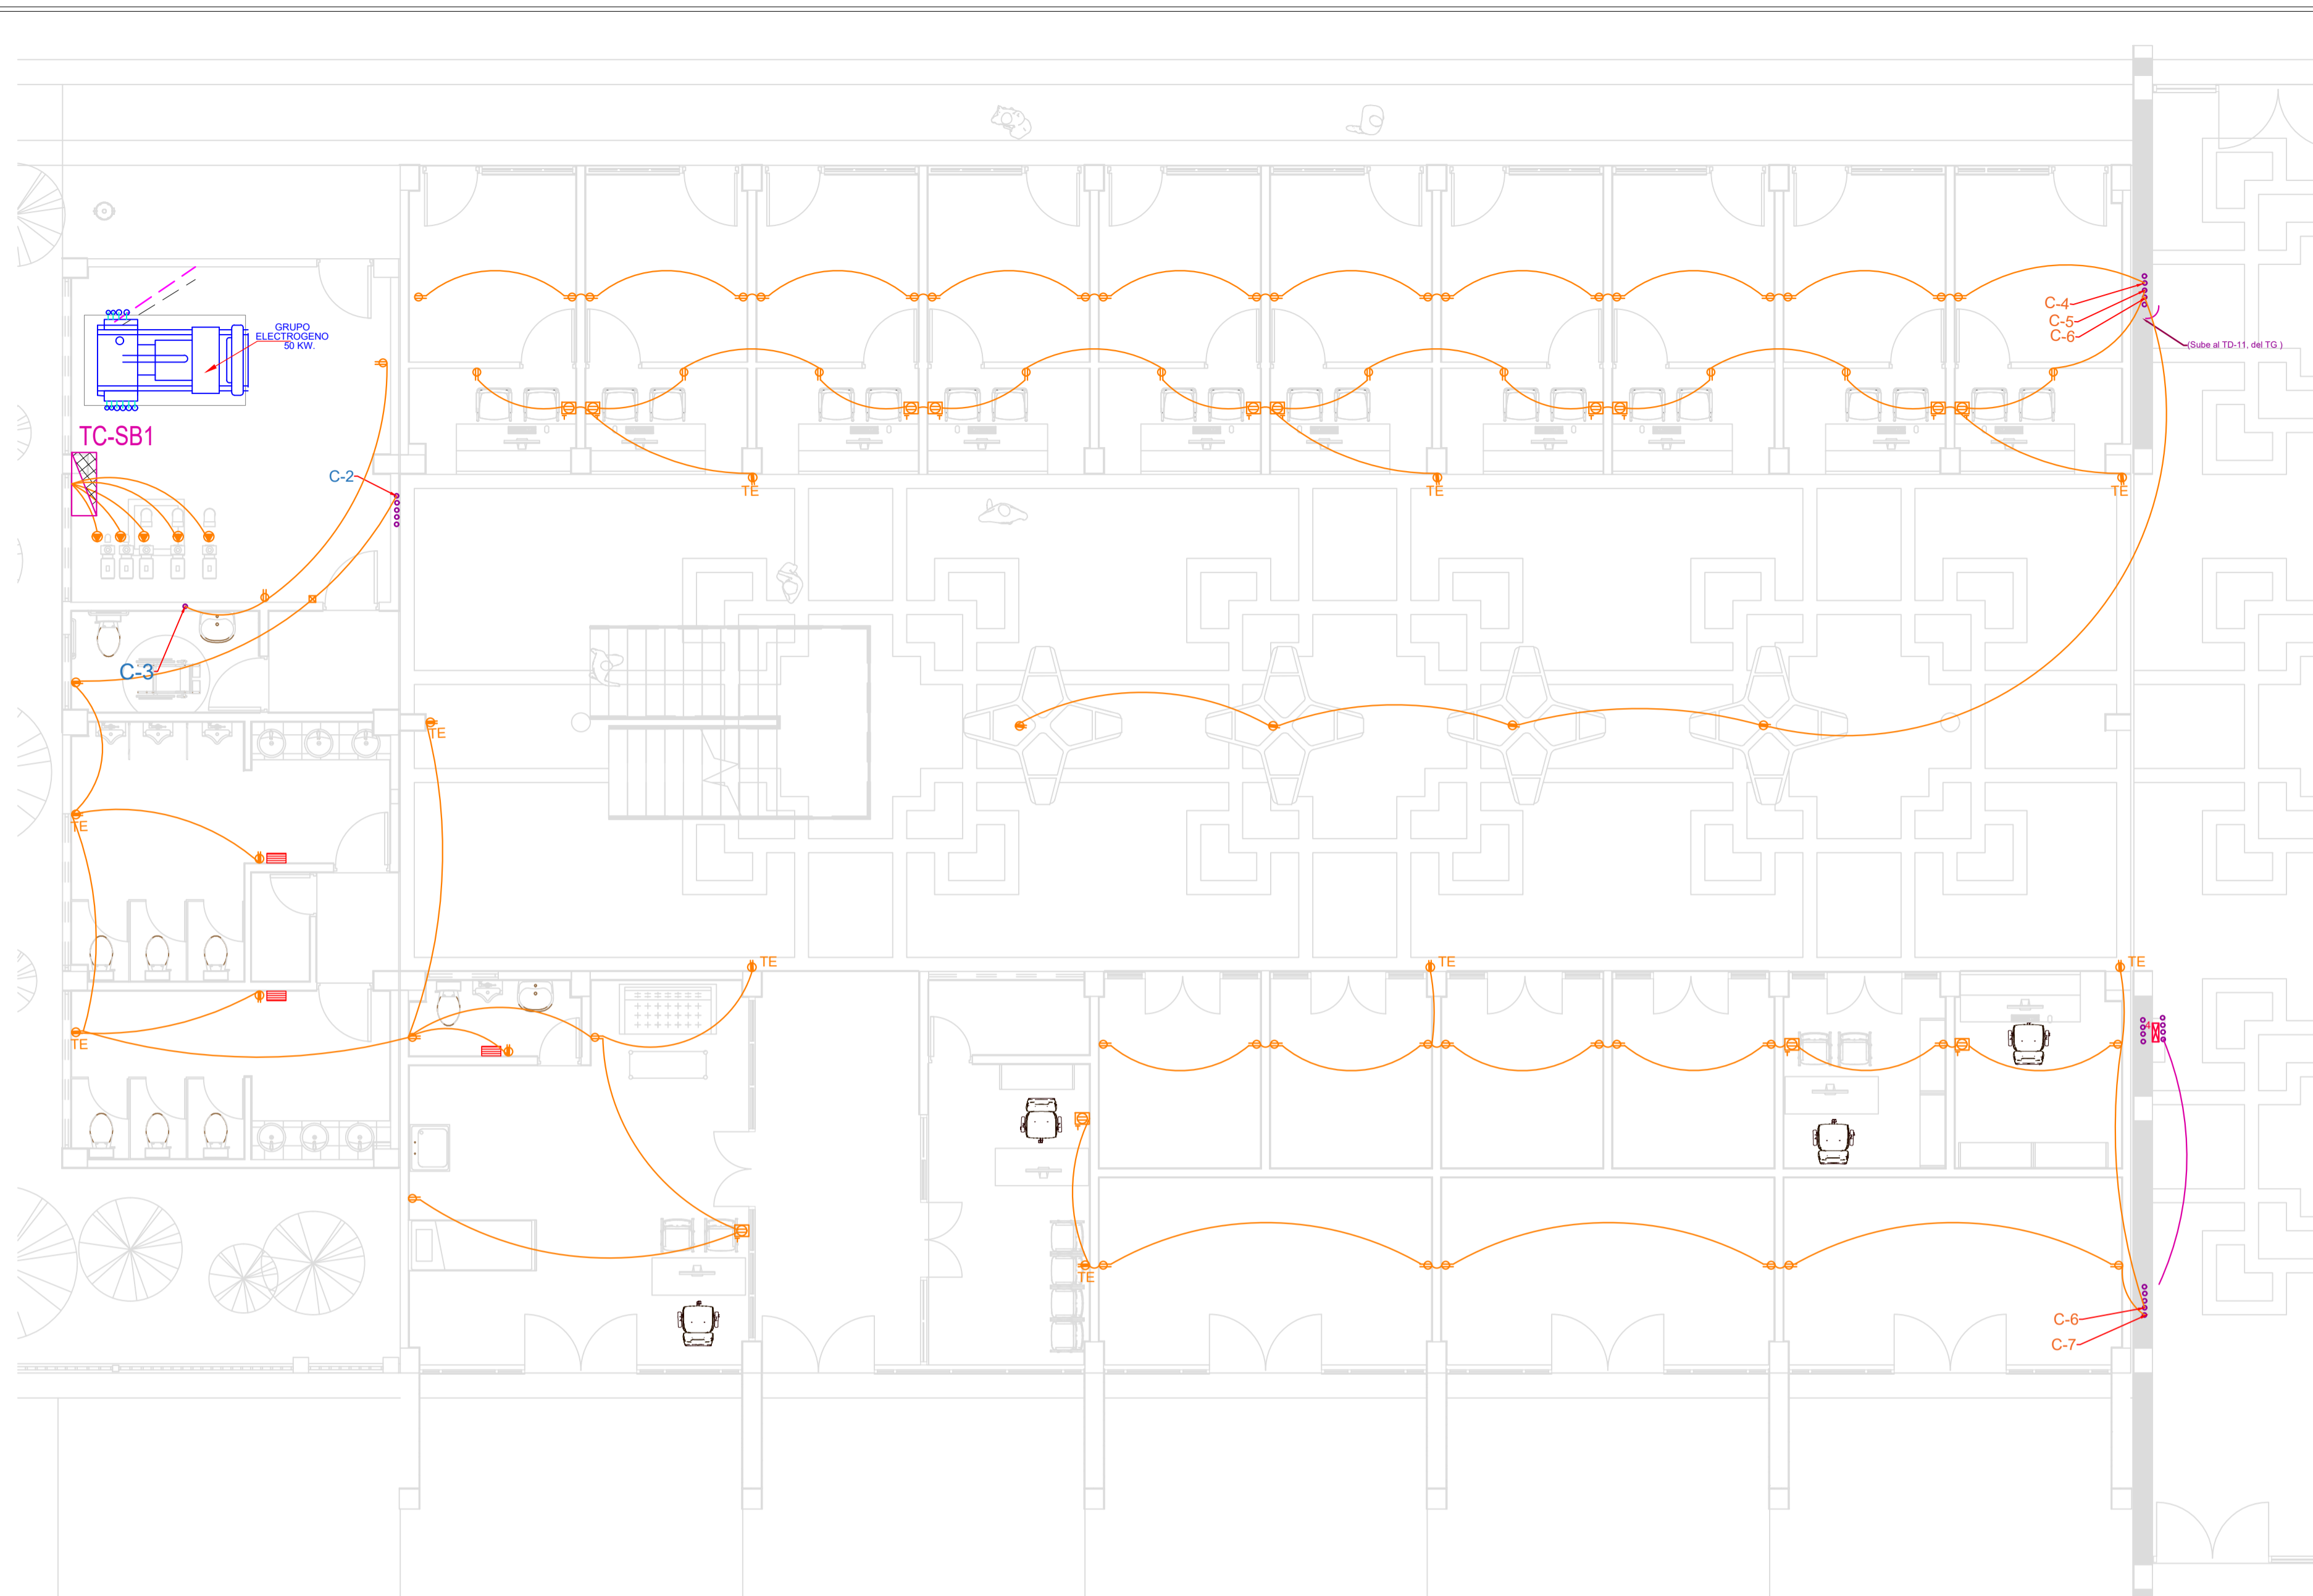 C-4
GRUPO
ELECTROGENO
50 KW.
C-5
C-6
(Sube al TD-11, del TG )
TC-SB1
C-2
TE
TE
TE
C-3
TE
TE
TE
TE
TE
TE
4
TE
C-6
C-7